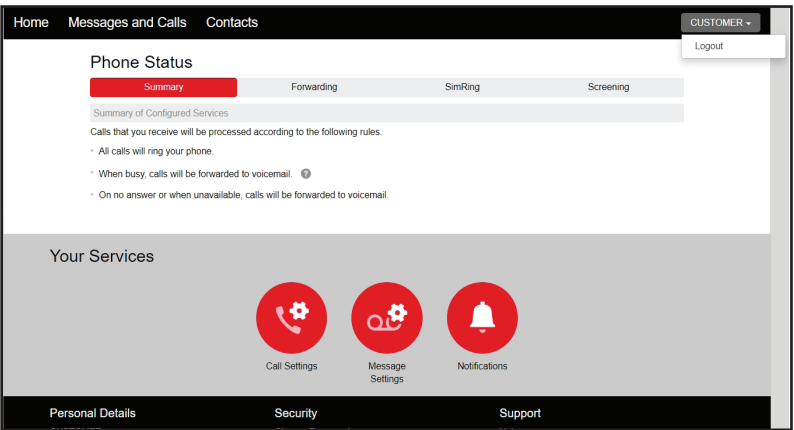 Home Messages and Calls Contacts CUSTOMER
Logout
Phone Status
Summary Forwarding SimRing Screening
Summary of Configured Services
Calls that you receive will be processed according to the following rules.
All calls will ring your phone.
When busy, calls will be forwarded to voicemail. ?
On no answer or when unavailable, calls will be forwarded to voicemail.
Your Services
Call Settings
Message
Settings
Notifications
Personal Details Security Support